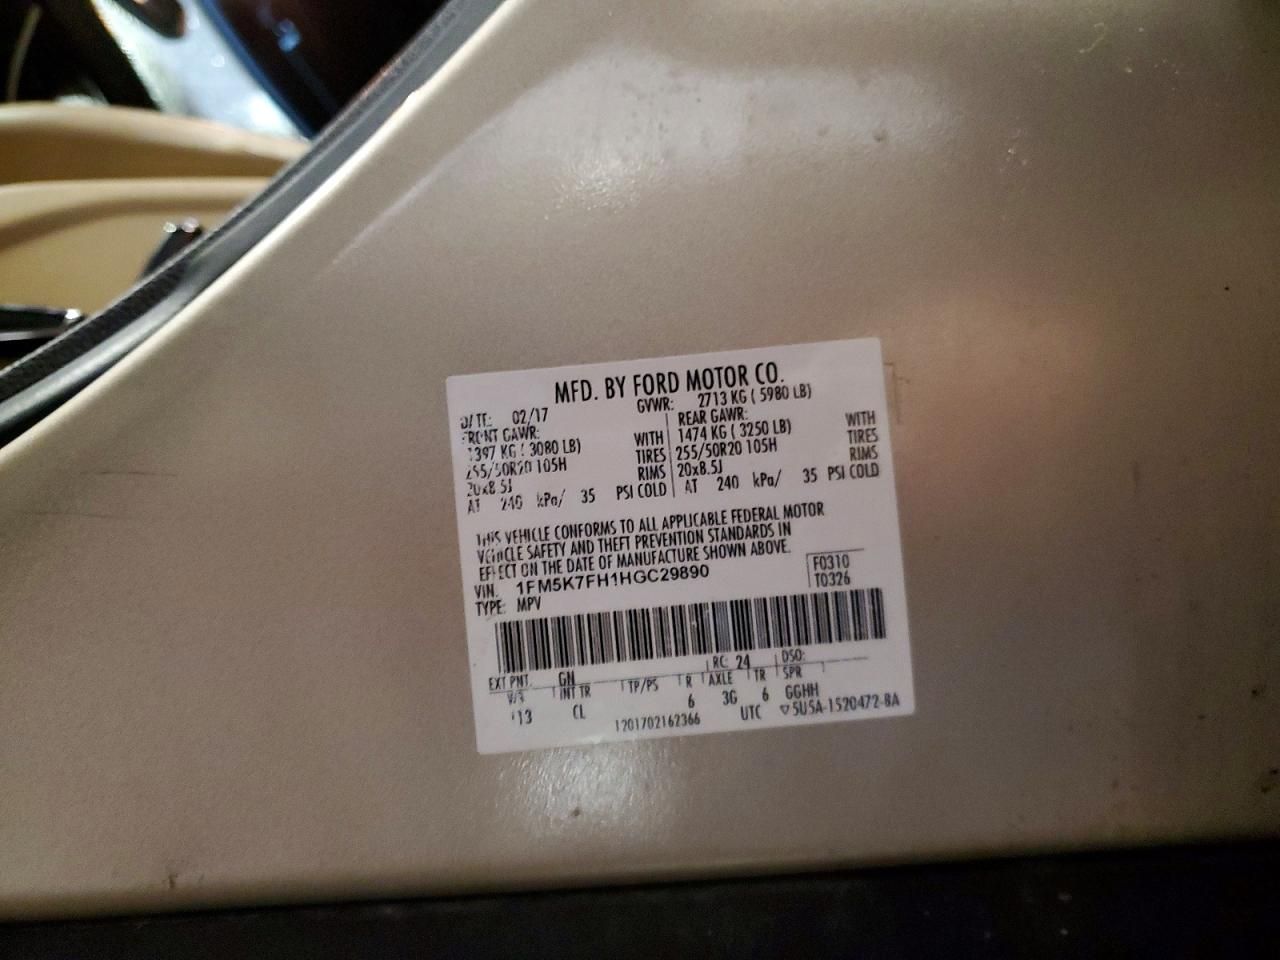 MFD. BY FORD MOTOR CO.
DATE: 02/17 GVWR: 2713 KG ( 5980 LB)
FRONT GAWR: REAR GAWR:
1397 KG ( 3080 LB) WITH 1474 KG ( 3250 LB) WITH
255/50R20 105H TIRES 255/50R20 105H TIRES
20x8.5J RIMS 20x8.5J RIMS
AT 240 kPa/ 35 PSI COLD AT 240 kPa/ 35 PSI COLD
THIS VEHICLE CONFORMS TO ALL APPLICABLE FEDERAL MOTOR
VEHICLE SAFETY AND THEFT PREVENTION STANDARDS IN
EFFECT ON THE DATE OF MANUFACTURE SHOWN ABOVE.
VIN: 1FM5K7FH1HGC29890 F0310
TYPE: MPV T0326
EXT PNT: GN RC: 24 DSO:
WB INT TR TP/PS R AXLE TR SPR
113 CL 6 3G 6 GGHH
1201702162366 UTC ▽5U5A-1520472-BA